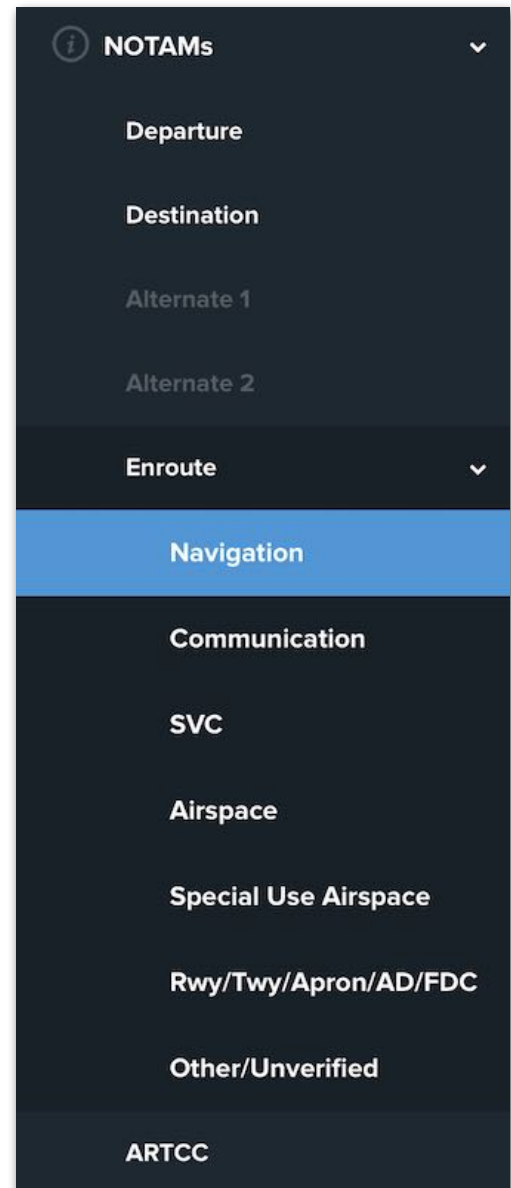 NOTAMs
Departure
Destination
Alternate 1
Alternate 2
Enroute
Navigation
Communication
SVC
Airspace
Special Use Airspace
Rwy/Twy/Apron/AD/FDC
Other/Unverified
ARTCC